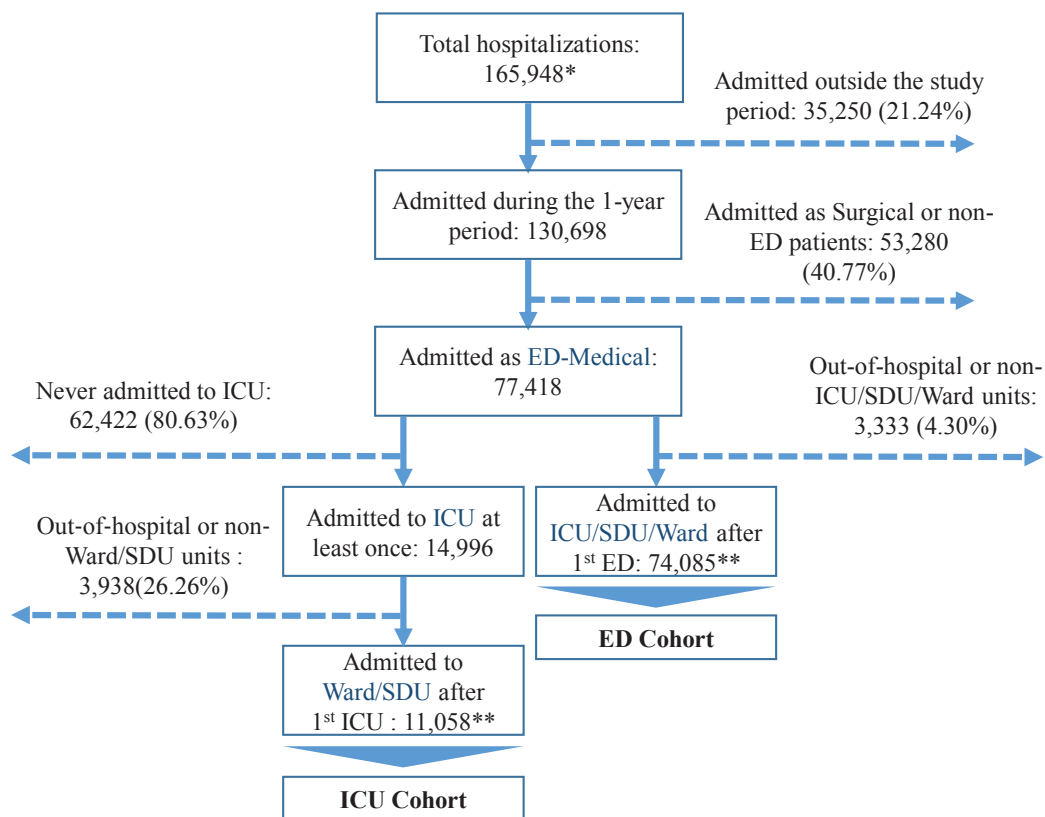 Total hospitalizations:
165,948*
Admitted outside the study
period: 35,250 (21.24%)
Admitted during the 1-year
period: 130,698
Admitted as Surgical or non-
ED patients: 53,280
(40.77%)
Admitted as ED-Medical:
77,418
Never admitted to ICU:
62,422 (80.63%)
Out-of-hospital or non-
ICU/SDU/Ward units:
3,333 (4.30%)
Admitted to ICU at
least once: 14,996
Admitted to
ICU/SDU/Ward after
1st ED: 74,085**
Out-of-hospital or non-
Ward/SDU units :
3,938(26.26%)
ED Cohort
Admitted to
Ward/SDU after
1st ICU : 11,058**
ICU Cohort